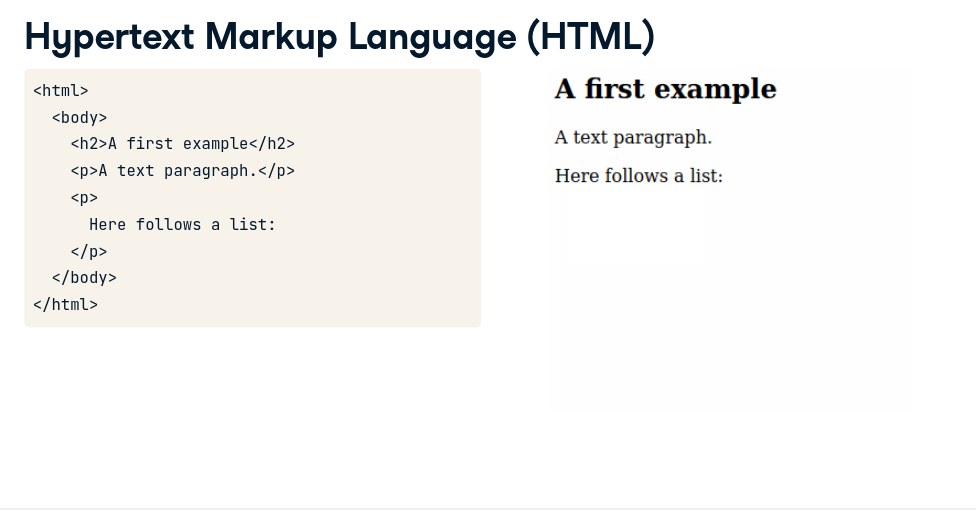 Hypertext Markup Language (HTML)
<html>
  <body>
    <h2>A first example</h2>
    <p>A text paragraph.</p>
    <p>
      Here follows a list:
    </p>
  </body>
</html>
A first example
A text paragraph.
Here follows a list: